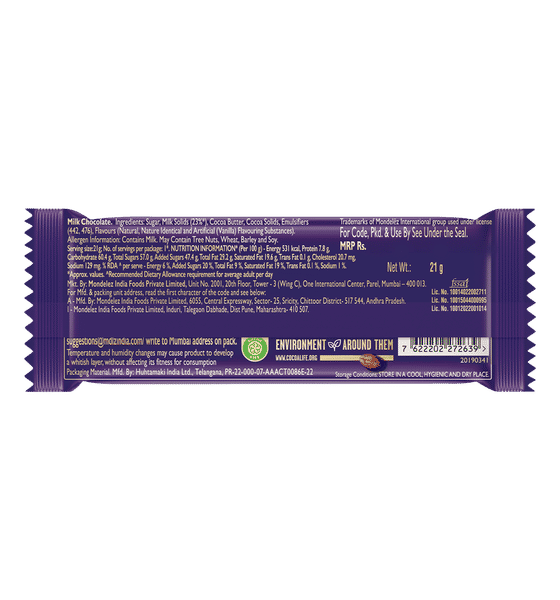 Milk Chocolate. Ingredients: Sugar, Milk Solids (23%*), Cocoa Butter, Cocoa Solids, Emulsifiers
(442, 476), Flavours (Natural, Nature Identical and Artificial (Vanilla) Flavouring Substances).
Allergen Information: Contains Milk. May Contain Tree Nuts, Wheat, Barley and Soy.
Serving size:21g; No. of servings per package: 1*. NUTRITION INFORMATION* (Per 100 g) - Energy 531 kcal, Protein 7.8 g,
Carbohydrate 60.4 g, Total Sugars 57.0 g, Added Sugars 47.4 g, Total Fat 29.2 g, Saturated Fat 19.6 g, Trans Fat 0.1 g, Cholesterol 20.7 mg,
Sodium 129 mg. % RDA * per serve - Energy 6 %, Added Sugars 20 %, Total Fat 9 %, Saturated Fat 19 %, Trans Fat 0.1 %, Sodium 1 %.
*Approx. values. *Recommended Dietary Allowance requirement for average adult per day
Trademarks of Mondelez International group used under license
For Code, Pkd. & Use By See Under the Seal.
MRP Rs.
Net Wt.: 21 g
Mkt. By: Mondelez India Foods Private Limited, Unit No. 2001, 20th Floor, Tower - 3 (Wing C), One International Center, Parel, Mumbai – 400 013.
For Mfd. & packing unit address, read the first character of the code and see below:
A - Mfd. By: Mondelez India Foods Private Limited, 6055, Central Expressway, Sector- 25, Sricity, Chittoor District- 517 544, Andhra Pradesh.
I - Mondelez India Foods Private Limited, Induri, Talegaon Dabhade, Dist Pune, Maharashtra- 410 507.
fssai
Lic. No. 10014022002711
Lic. No. 10015044000985
Lic. No. 10012022001014
suggestions@mdlzindia.com/ write to Mumbai address on pack.
Temperature and humidity changes may cause product to develop
a whitish layer, without affecting its fitness for consumption
Packaging Material. Mfd. By: Huhtamaki India Ltd., Telangana, PR-22-000-07-AAACT0086E-22
ENVIRONMENT AROUND THEM
WWW.COCOALIFE.ORG
7 622202 272639 >
20190341
Storage Conditions: STORE IN A COOL, HYGIENIC AND DRY PLACE.